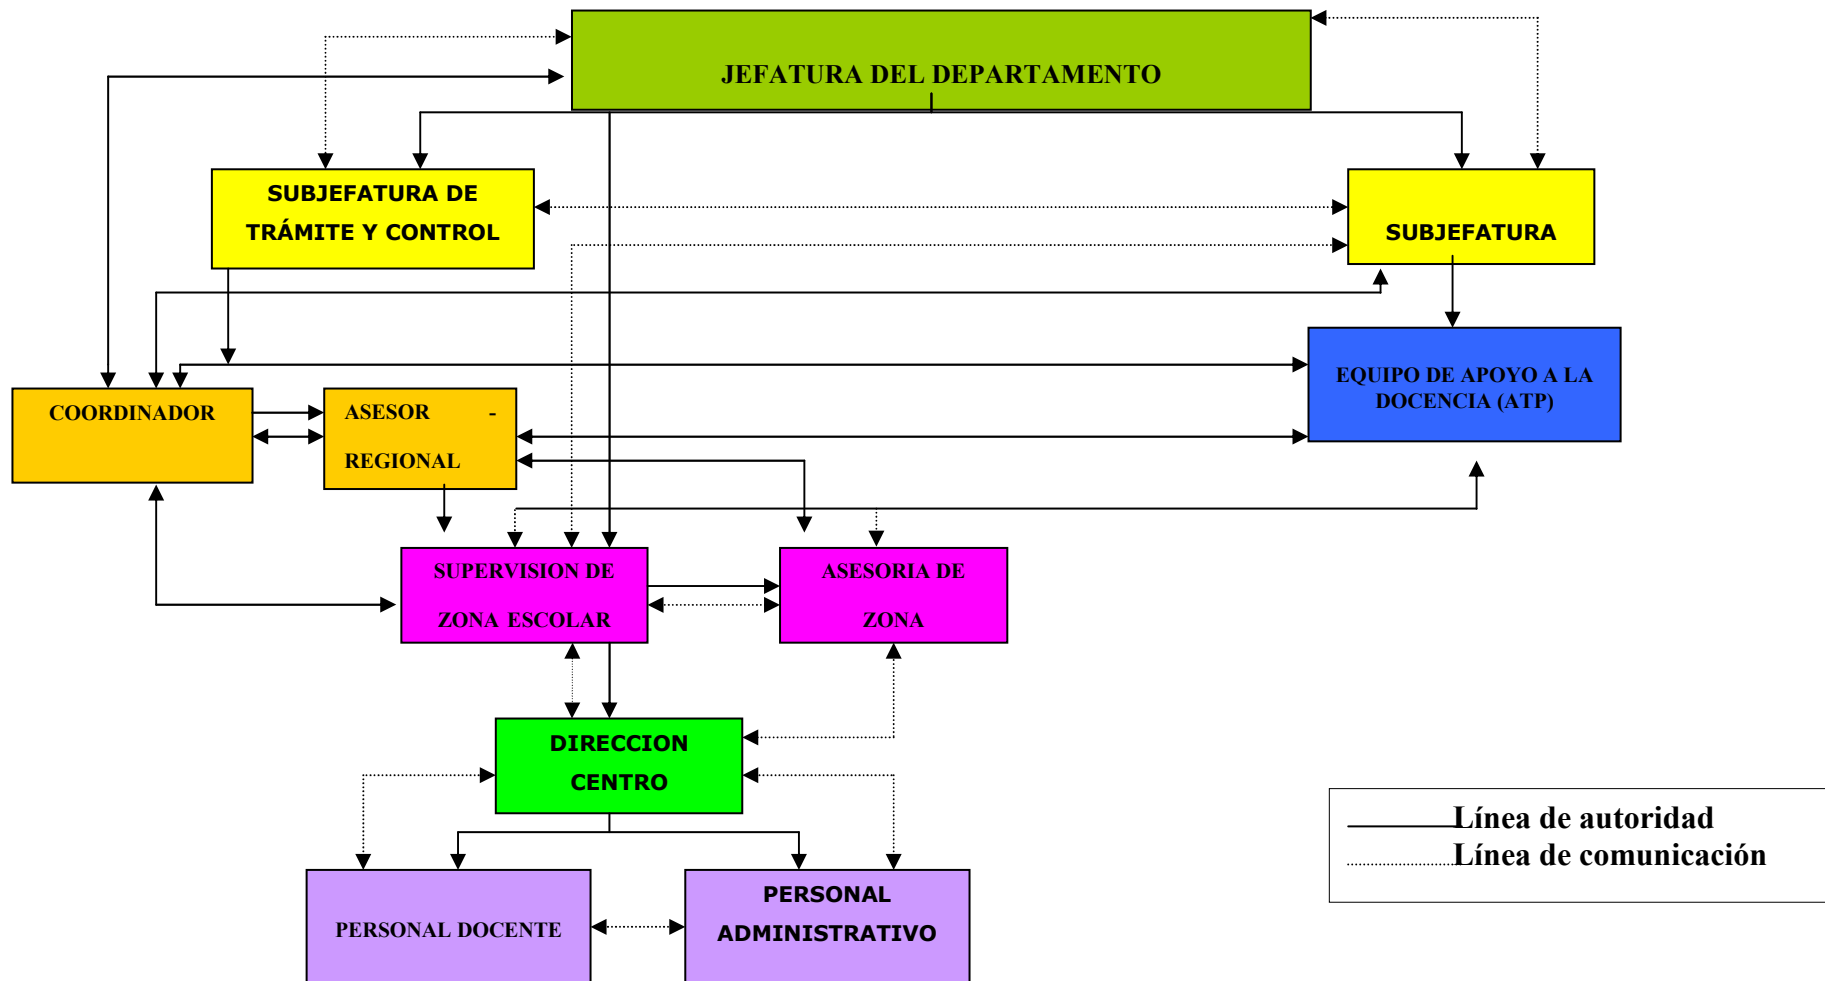 JEFATURA DEL DEPARTAMENTO
SUBJEFATURA DE
TRÁMITE Y CONTROL
SUBJEFATURA
EQUIPO DE APOYO A LA
DOCENCIA (ATP)
COORDINADOR
ASESOR -
REGIONAL
SUPERVISION DE
ZONA ESCOLAR
ASESORIA DE
ZONA
DIRECCION
CENTRO
Línea de autoridad
Línea de comunicación
PERSONAL DOCENTE
PERSONAL
ADMINISTRATIVO